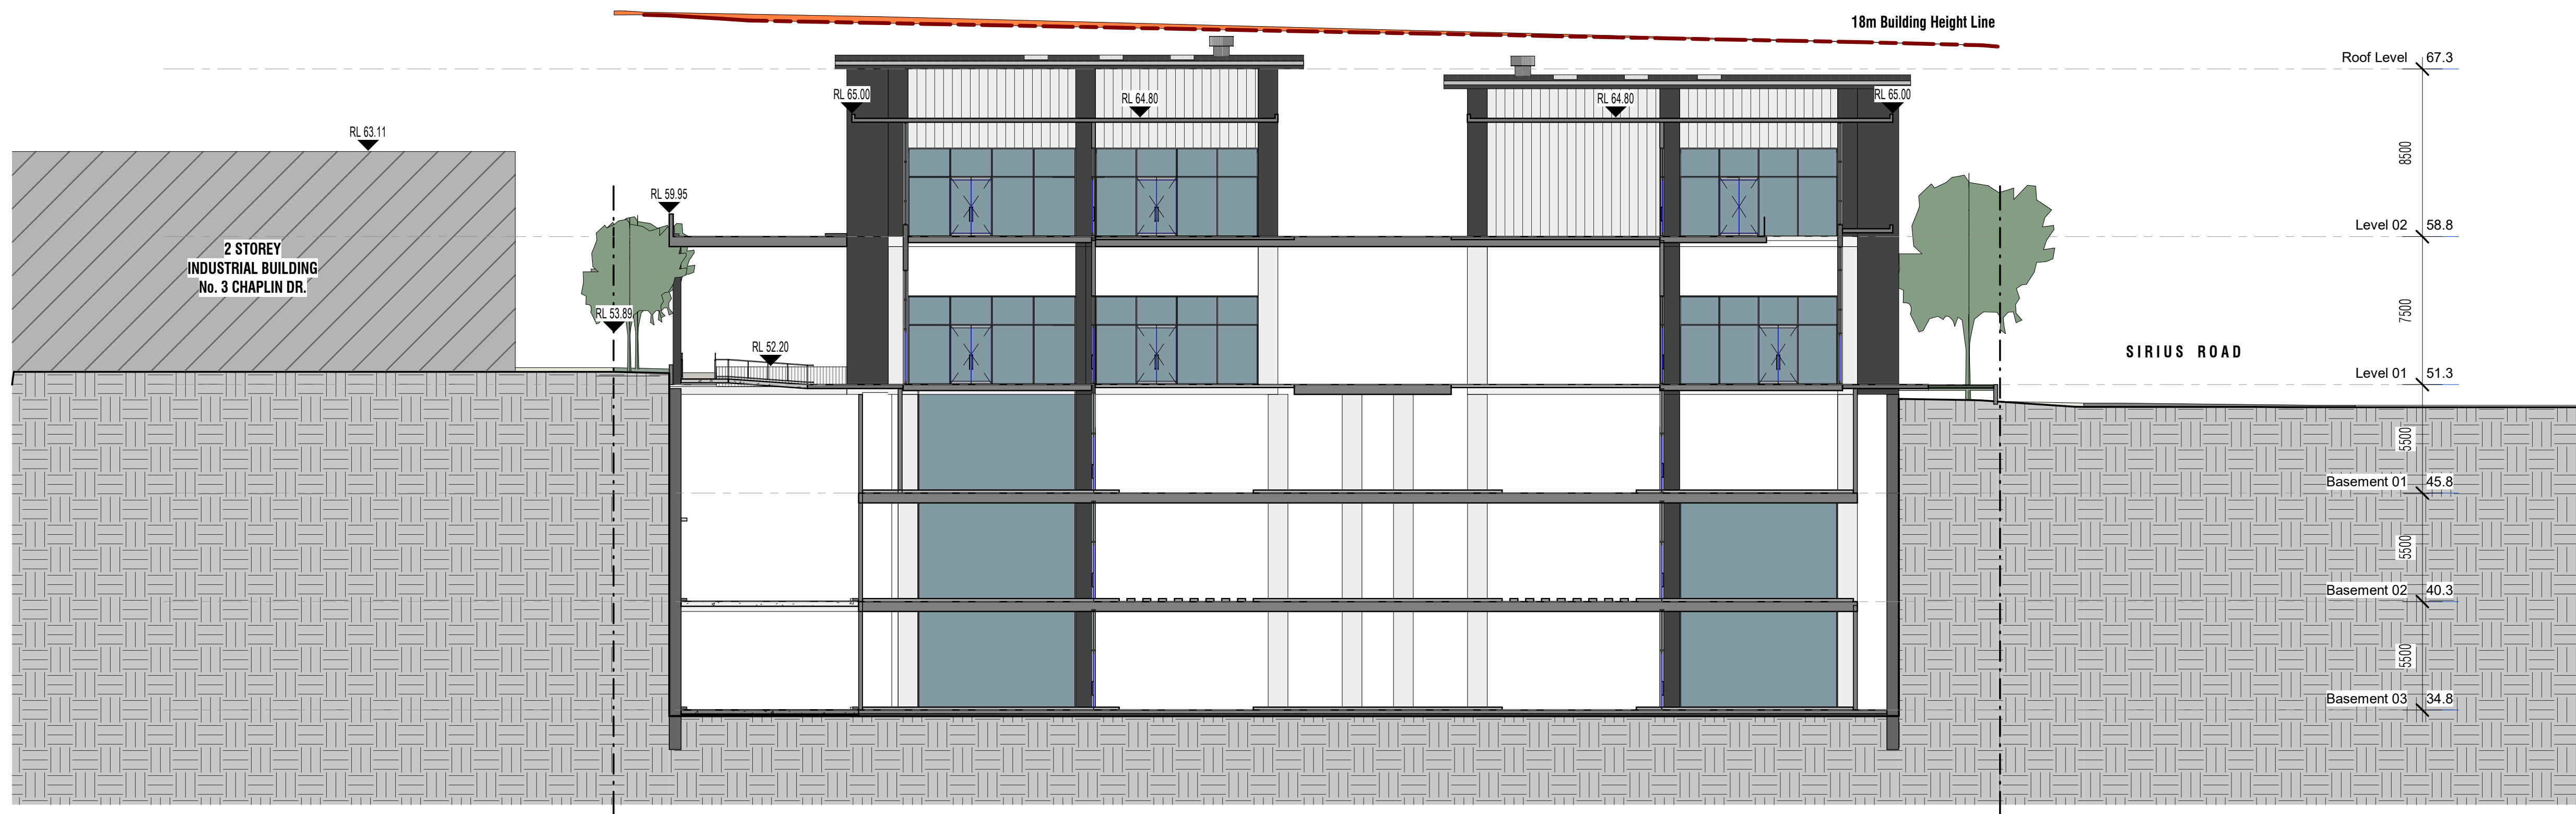 18m Building Height Line
Roof Level 67.3
RL 65.00
RL 64.80
RL 64.80
RL 65.00
RL 63.11
8500
RL 59.95
Level 02 58.8
2 STOREY
INDUSTRIAL BUILDING
No. 3 CHAPLIN DR.
RL 53.89
7500
RL 52.20
SIRIUS ROAD
Level 01 51.3
5500
Basement 01 45.8
5500
Basement 02 40.3
5500
Basement 03 34.8